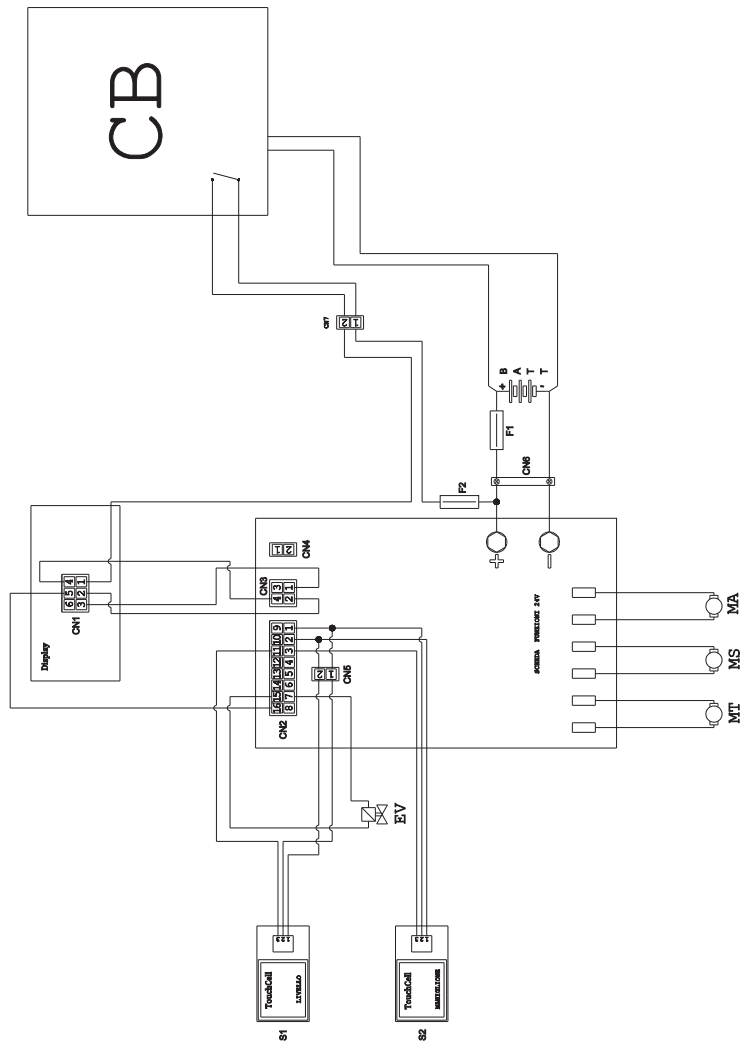 CB
CN7
2 1
B
A
T
T
+
-
F1
CN6
F2
Display
CN1
6 5 4
3 2 1
CN4
2 1
CN3
4 3
2 1
CN2
16 15 14 13 12 11 10 9
8 7 6 5 4 3 2 1
CN5
2 1
+
-
SCHEDA FUNZIONI 24V
MA
MS
MT
EV
TouchCell
LIVELLO
1 2 3
S1
TouchCell
MANIGLIONE
1 2 3
S2